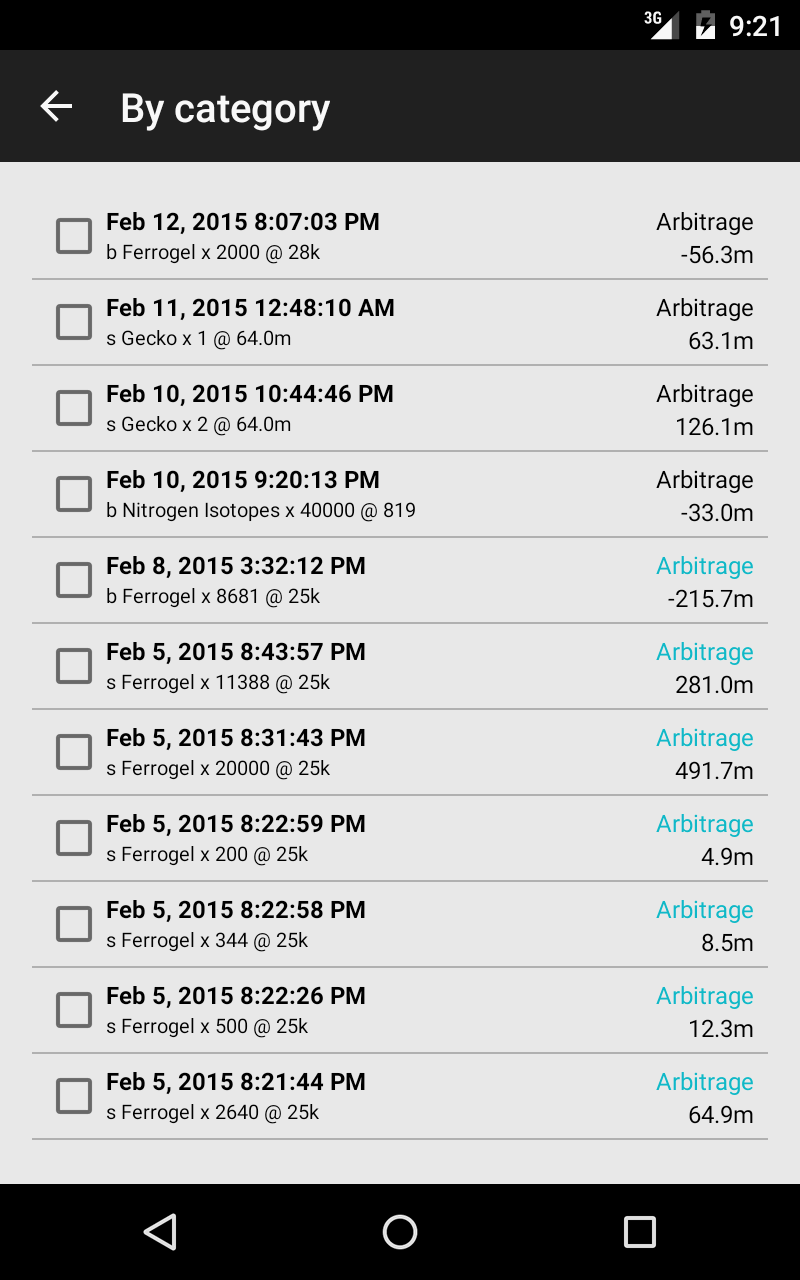 3G 9:21
By category
Feb 12, 2015 8:07:03 PM Arbitrage
b Ferrogel x 2000 @ 28k -56.3m
Feb 11, 2015 12:48:10 AM Arbitrage
s Gecko x 1 @ 64.0m 63.1m
Feb 10, 2015 10:44:46 PM Arbitrage
s Gecko x 2 @ 64.0m 126.1m
Feb 10, 2015 9:20:13 PM Arbitrage
b Nitrogen Isotopes x 40000 @ 819 -33.0m
Feb 8, 2015 3:32:12 PM Arbitrage
b Ferrogel x 8681 @ 25k -215.7m
Feb 5, 2015 8:43:57 PM Arbitrage
s Ferrogel x 11388 @ 25k 281.0m
Feb 5, 2015 8:31:43 PM Arbitrage
s Ferrogel x 20000 @ 25k 491.7m
Feb 5, 2015 8:22:59 PM Arbitrage
s Ferrogel x 200 @ 25k 4.9m
Feb 5, 2015 8:22:58 PM Arbitrage
s Ferrogel x 344 @ 25k 8.5m
Feb 5, 2015 8:22:26 PM Arbitrage
s Ferrogel x 500 @ 25k 12.3m
Feb 5, 2015 8:21:44 PM Arbitrage
s Ferrogel x 2640 @ 25k 64.9m